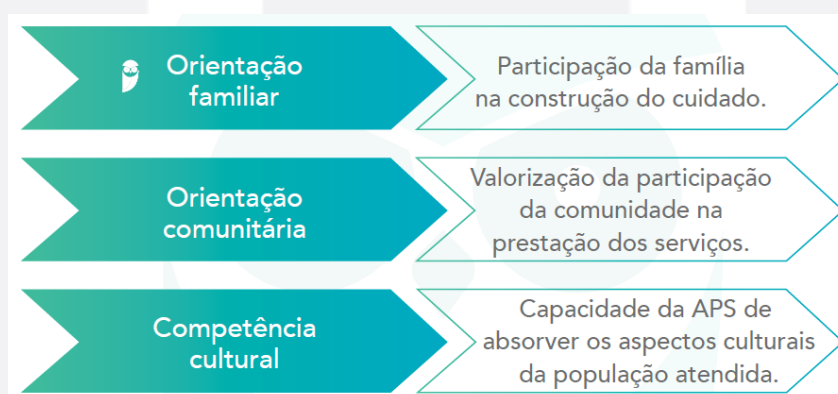 Orientação
familiar
Participação da família
na construção do cuidado.
Orientação
comunitária
Valorização da participação
da comunidade na
prestação dos serviços.
Competência
cultural
Capacidade da APS de
absorver os aspectos culturais
da população atendida.